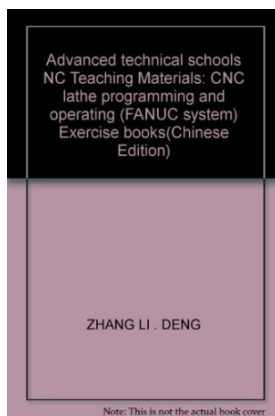 Advanced technical schools
NC Teaching Materials: CNC
lathe programming and
operating (FANUC system)
Exercise books(Chinese
Edition)
ZHANG LI . DENG
Note: This is not the actual book cover